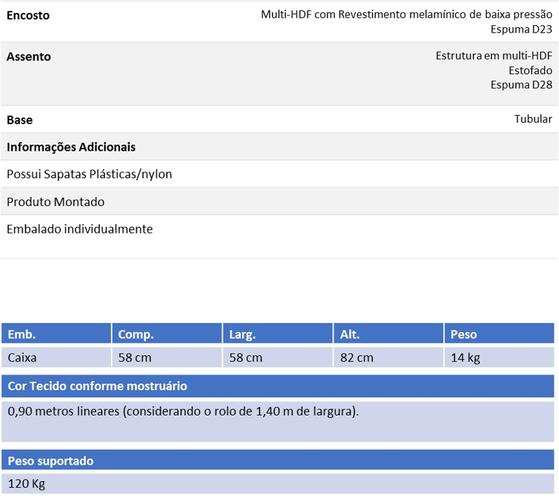 Encosto Multi-HDF com Revestimento melamínico de baixa pressão
Espuma D23
Assento Estrutura em multi-HDF
Estofado
Espuma D28
Base Tubular
Informações Adicionais
Possui Sapatas Plásticas/nylon
Produto Montado
Embalado individualmente
Emb. Comp. Larg. Alt. Peso
Caixa 58 cm 58 cm 82 cm 14 kg
Cor Tecido conforme mostruário
0,90 metros lineares (considerando o rolo de 1,40 m de largura).
Peso suportado
120 Kg